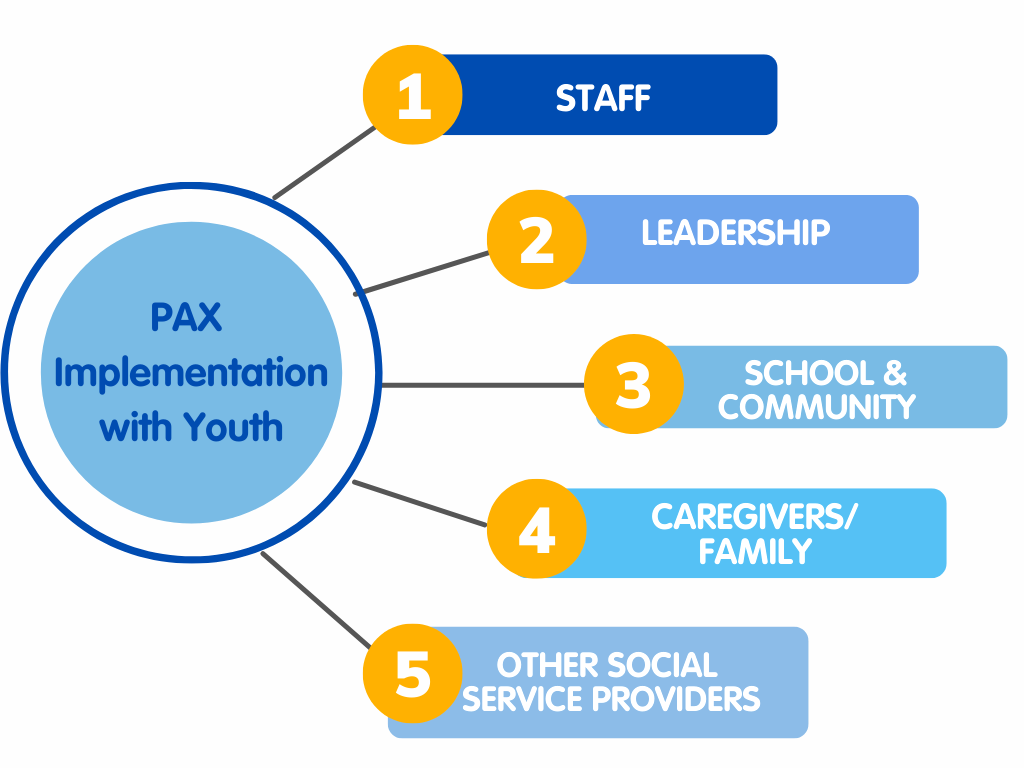 1
STAFF
2
LEADERSHIP
PAX
Implementation
with Youth
3
SCHOOL &
COMMUNITY
4
CAREGIVERS/
FAMILY
5
OTHER SOCIAL
SERVICE PROVIDERS